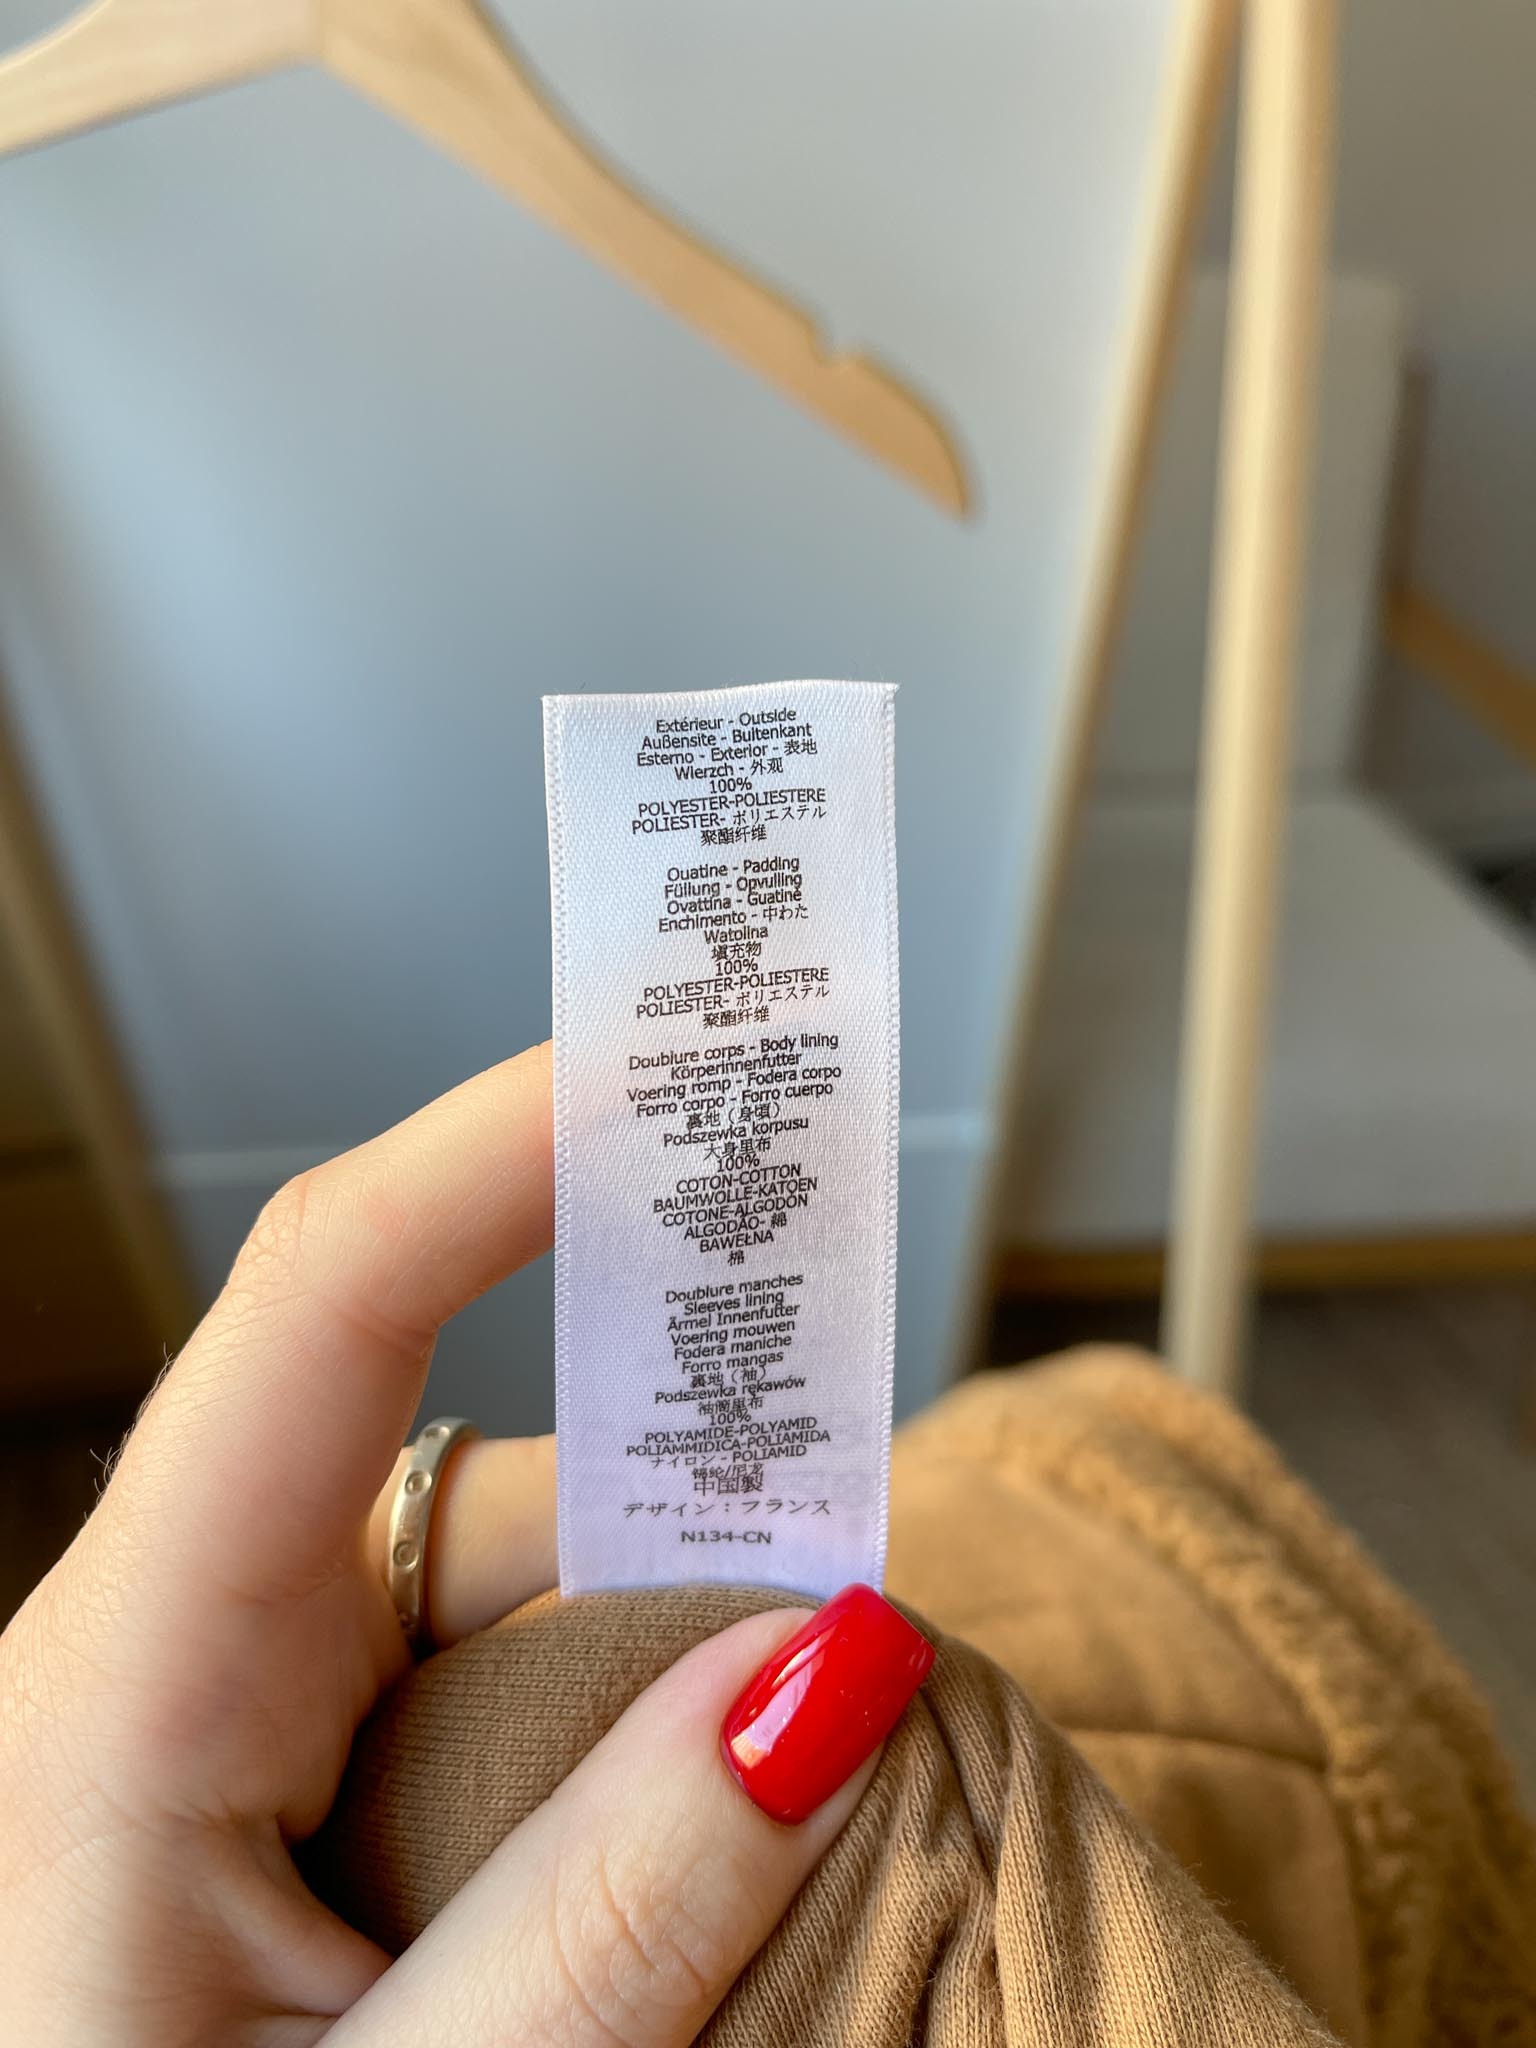 Extérieur - Outside
Außensite - Buitenkant
Esterno - Exterior - 表地
Wierzch - 外观
100%
POLYESTER-POLIESTERE
POLIESTER- ポリエステル
聚酯纤维
Ouatine - Padding
Füllung - Opvulling
Ovattina - Guatine
Enchimento - 中わた
Watolina
填充物
100%
POLYESTER-POLIESTERE
POLIESTER- ポリエステル
聚酯纤维
Doublure corps - Body lining
Körperinnenfutter
Voering romp - Fodera corpo
Forro corpo - Forro cuerpo
裏地(身頃)
Podszewka korpusu
大身里布
100%
COTON-COTTON
BAUMWOLLE-KATOEN
COTONE-ALGODÓN
ALGODÃO- 綿
BAWEŁNA
棉
Doublure manches
Sleeves lining
Ärmel Innenfutter
Voering mouwen
Fodera maniche
Forro mangas
裏地(袖)
Podszewka rękawów
袖筒里布
100%
POLYAMIDE-POLYAMID
POLIAMMIDICA-POLIAMIDA
ナイロン - POLIAMID
锦纶/尼龙
中国製
デザイン：フランス
N134-CN